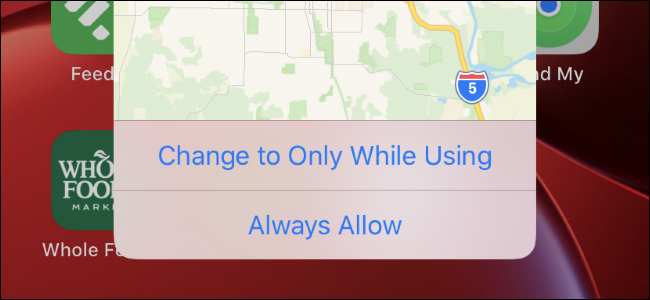 Feed
nd My
5
Change to Only While Using
WHO
FOO
MARK
Always Allow
Whole Fo